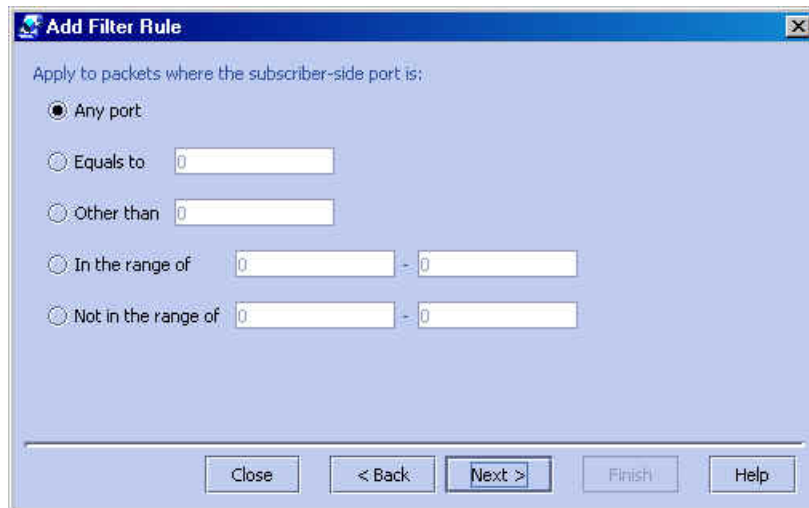 Add Filter Rule
Apply to packets where the subscriber-side port is:
Any port
Equals to 0
Other than 0
In the range of 0 - 0
Not in the range of 0 - 0
Close < Back Next > Finish Help